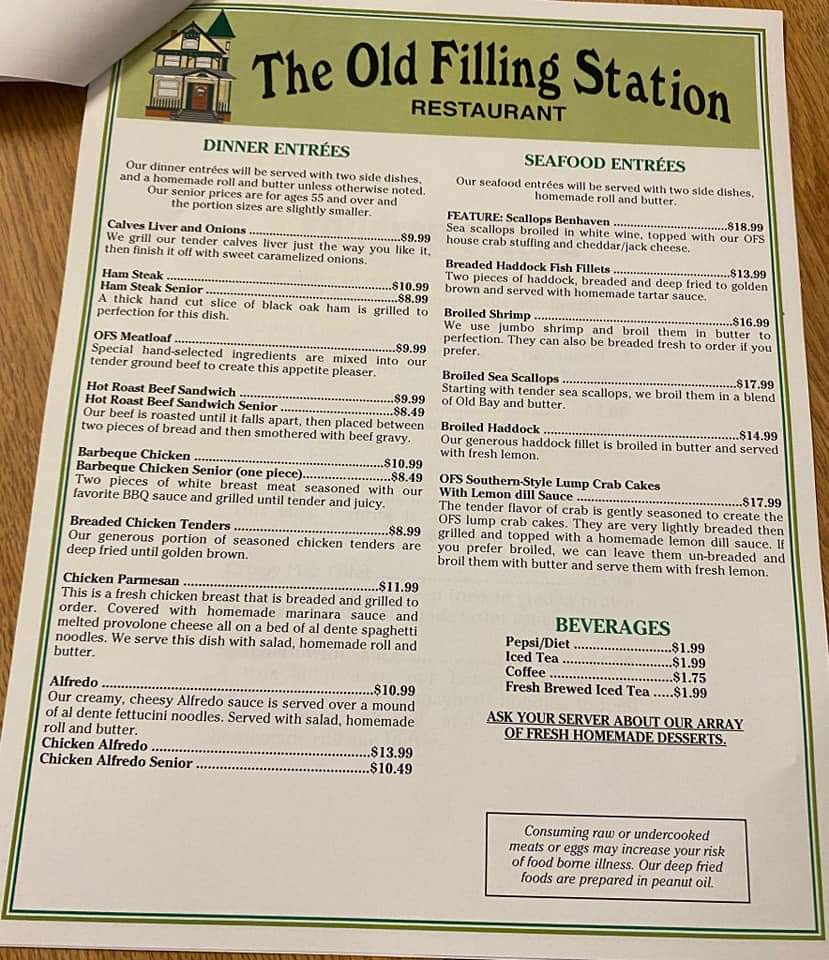 The Old Filling Station
RESTAURANT
DINNER ENTRÉES
Our dinner entrées will be served with two side dishes,
and a homemade roll and butter unless otherwise noted.
Our senior prices are for ages 55 and over and
the portion sizes are slightly smaller.
Calves Liver and Onions ................................$9.99
We grill our tender calves liver just the way you like it,
then finish it off with sweet caramelized onions.
Ham Steak ................................................$10.99
Ham Steak Senior ........................................$8.99
A thick hand cut slice of black oak ham is grilled to
perfection for this dish.
OFS Meatloaf ..............................................$9.99
Special hand-selected ingredients are mixed into our
tender ground beef to create this appetite pleaser.
Hot Roast Beef Sandwich ................................$9.99
Hot Roast Beef Sandwich Senior ........................$8.49
Our beef is roasted until it falls apart, then placed between
two pieces of bread and then smothered with beef gravy.
Barbeque Chicken ........................................$10.99
Barbeque Chicken Senior (one piece)....................$8.49
Two pieces of white breast meat seasoned with our
favorite BBQ sauce and grilled until tender and juicy.
Breaded Chicken Tenders ................................$8.99
Our generous portion of seasoned chicken tenders are
deep fried until golden brown.
Chicken Parmesan ........................................$11.99
This is a fresh chicken breast that is breaded and grilled to
order. Covered with homemade marinara sauce and
melted provolone cheese all on a bed of al dente spaghetti
noodles. We serve this dish with salad, homemade roll and
butter.
Alfredo ......................................................$10.99
Our creamy, cheesy Alfredo sauce is served over a mound
of al dente fettucini noodles. Served with salad, homemade
roll and butter.
Chicken Alfredo ..........................................$13.99
Chicken Alfredo Senior ..................................$10.49
SEAFOOD ENTRÉES
Our seafood entrées will be served with two side dishes,
homemade roll and butter.
FEATURE: Scallops Benhaven ............................$18.99
Sea scallops broiled in white wine, topped with our OFS
house crab stuffing and cheddar/jack cheese.
Breaded Haddock Fish Fillets ............................$13.99
Two pieces of haddock, breaded and deep fried to golden
brown and served with homemade tartar sauce.
Broiled Shrimp ............................................$16.99
We use jumbo shrimp and broil them in butter to
perfection. They can also be breaded fresh to order if you
prefer.
Broiled Sea Scallops ......................................$17.99
Starting with tender sea scallops, we broil them in a blend
of Old Bay and butter.
Broiled Haddock ..........................................$14.99
Our generous haddock fillet is broiled in butter and served
with fresh lemon.
OFS Southern-Style Lump Crab Cakes
With Lemon dill Sauce ....................................$17.99
The tender flavor of crab is gently seasoned to create the
OFS lump crab cakes. They are very lightly breaded then
grilled and topped with a homemade lemon dill sauce. If
you prefer broiled, we can leave them un-breaded and
broil them with butter and serve them with fresh lemon.
BEVERAGES
Pepsi/Diet ........................$1.99
Iced Tea ...........................$1.99
Coffee ..............................$1.75
Fresh Brewed Iced Tea .....$1.99
ASK YOUR SERVER ABOUT OUR ARRAY
OF FRESH HOMEMADE DESSERTS.
Consuming raw or undercooked
meats or eggs may increase your risk
of food borne illness. Our deep fried
foods are prepared in peanut oil.